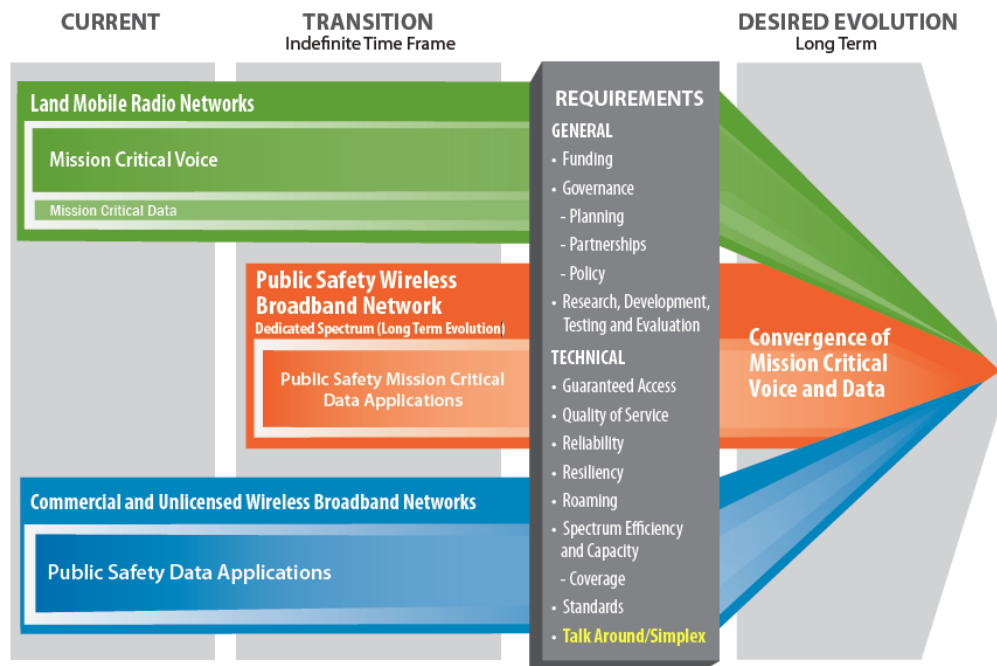 CURRENT
TRANSITION
Indefinite Time Frame
DESIRED EVOLUTION
Long Term
Land Mobile Radio Networks
Mission Critical Voice
Mission Critical Data
Public Safety Wireless
Broadband Network
Dedicated Spectrum (Long Term Evolution)
Public Safety Mission Critical
Data Applications
Commercial and Unlicensed Wireless Broadband Networks
Public Safety Data Applications
REQUIREMENTS
GENERAL
• Funding
• Governance
- Planning
- Partnerships
- Policy
• Research, Development,
Testing and Evaluation
TECHNICAL
• Guaranteed Access
• Quality of Service
• Reliability
• Resiliency
• Roaming
• Spectrum Efficiency
and Capacity
- Coverage
• Standards
• Talk Around/Simplex
Convergence of
Mission Critical
Voice and Data